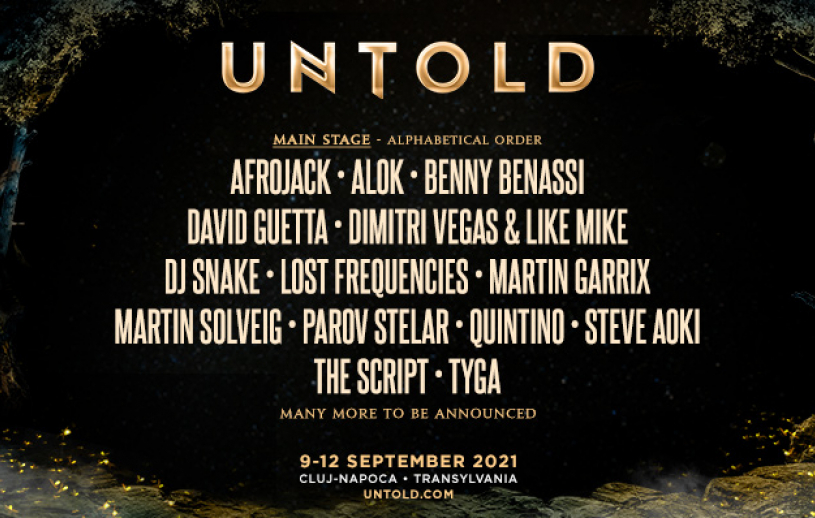 UNTOLD
MAIN STAGE - ALPHABETICAL ORDER
AFROJACK • ALOK • BENNY BENASSI
DAVID GUETTA • DIMITRI VEGAS & LIKE MIKE
DJ SNAKE • LOST FREQUENCIES • MARTIN GARRIX
MARTIN SOLVEIG • PAROV STELAR • QUINTINO • STEVE AOKI
THE SCRIPT • TYGA
MANY MORE TO BE ANNOUNCED
9-12 SEPTEMBER 2021
CLUJ-NAPOCA • TRANSYLVANIA
UNTOLD.COM